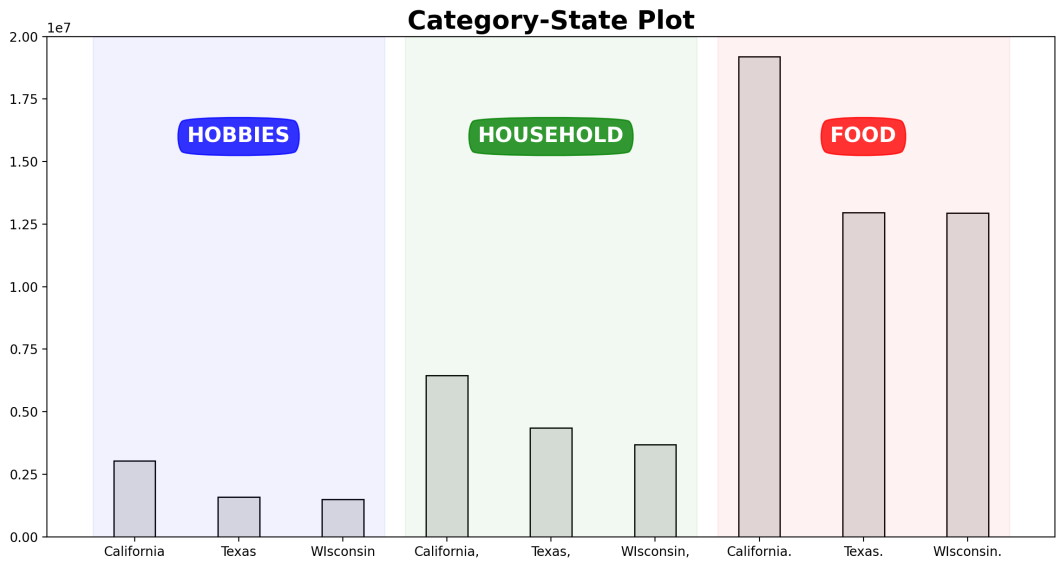 Category-State Plot
1e7
2.00
1.75
1.50
1.25
1.00
0.75
0.50
0.25
0.00
HOBBIES
HOUSEHOLD
FOOD
California
Texas
WIsconsin
California,
Texas,
WIsconsin,
California.
Texas.
WIsconsin.